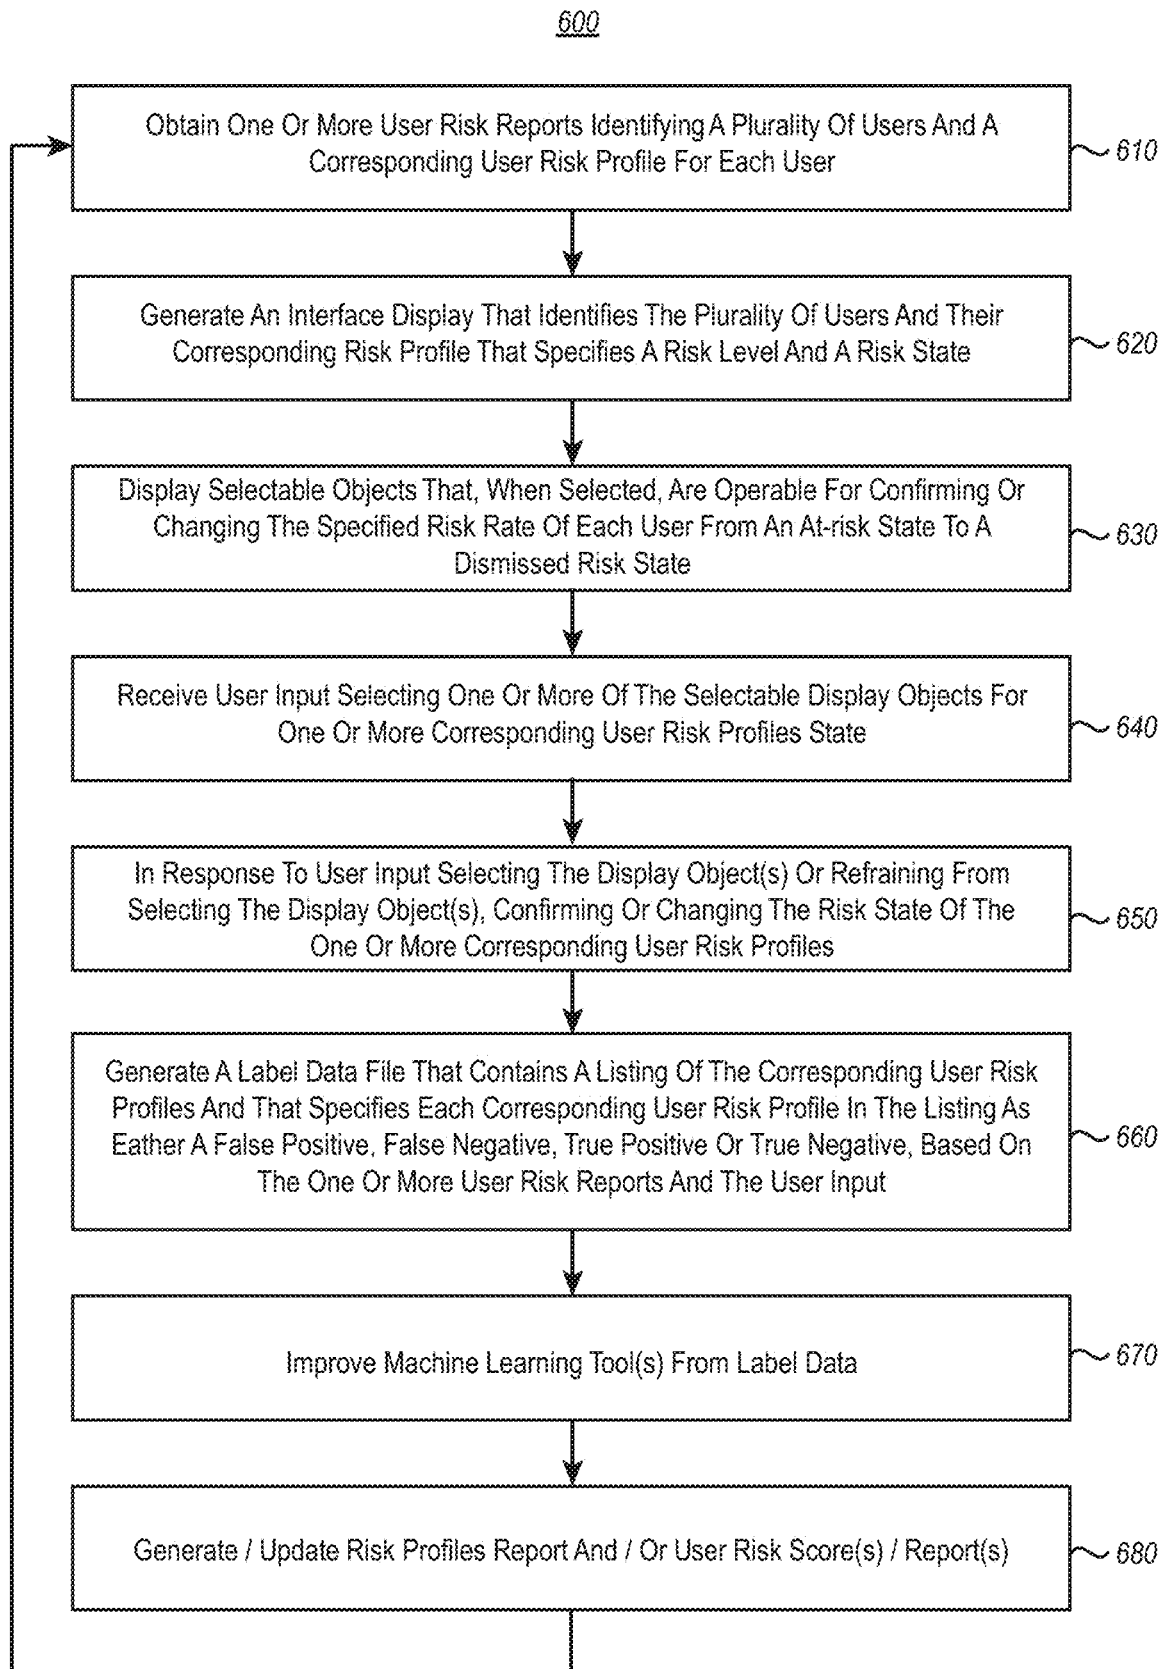 600
Obtain One Or More User Risk Reports Identifying A Plurality Of Users And A
Corresponding User Risk Profile For Each User
610
Generate An Interface Display That Identifies The Plurality Of Users And Their
Corresponding Risk Profile That Specifies A Risk Level And A Risk State
620
Display Selectable Objects That, When Selected, Are Operable For Confirming Or
Changing The Specified Risk Rate Of Each User From An At-risk State To A
Dismissed Risk State
630
Receive User Input Selecting One Or More Of The Selectable Display Objects For
One Or More Corresponding User Risk Profiles State
640
In Response To User Input Selecting The Display Object(s) Or Refraining From
Selecting The Display Object(s), Confirming Or Changing The Risk State Of The
One Or More Corresponding User Risk Profiles
650
Generate A Label Data File That Contains A Listing Of The Corresponding User Risk
Profiles And That Specifies Each Corresponding User Risk Profile In The Listing As
Eather A False Positive, False Negative, True Positive Or True Negative, Based On
The One Or More User Risk Reports And The User Input
660
Improve Machine Learning Tool(s) From Label Data
670
Generate / Update Risk Profiles Report And / Or User Risk Score(s) / Report(s)
680